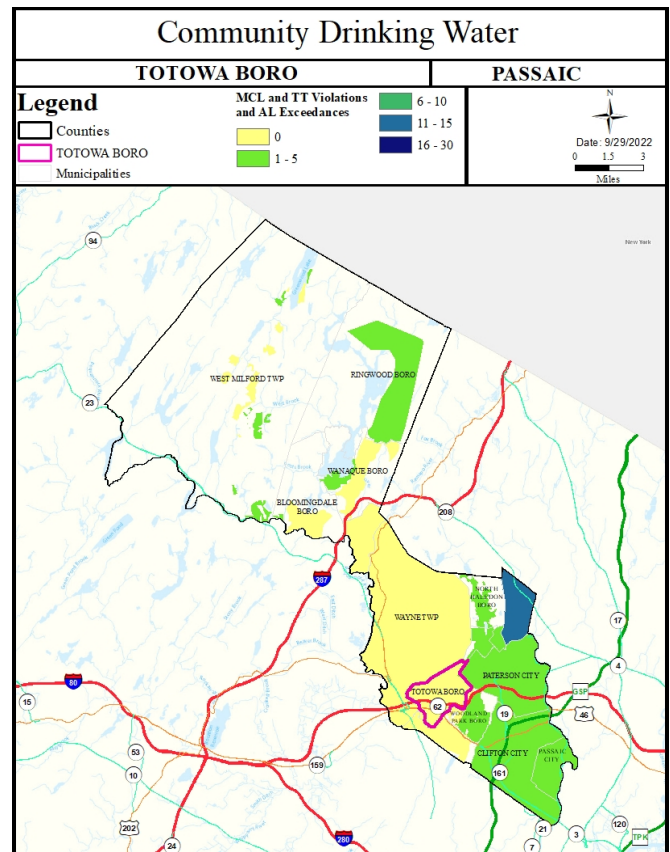 Community Drinking Water
TOTOWA BORO
PASSAIC
Legend
Counties
TOTOWA BORO
Municipalities
MCL and TT Violations
and AL Exceedances
0
1 - 5
6 - 10
11 - 15
16 - 30
N
Date: 9/29/2022
0 1.5 3
Miles
New York
94
WEST MILFORD TWP
RINGWOOD BORO
23
WANAQUE BORO
BLOOMINGDALE
BORO
208
287
NORTH
HALEDON
BORO
WAYNE TWP
17
4
PATERSON CITY
80
TOTOWA BORO
GSP
15
62
WOODLAND
PARK BORO
19
46
53
CLIFTON CITY
PASSAIC
CITY
159
10
161
202
24
280
21
3
120
TPK
7